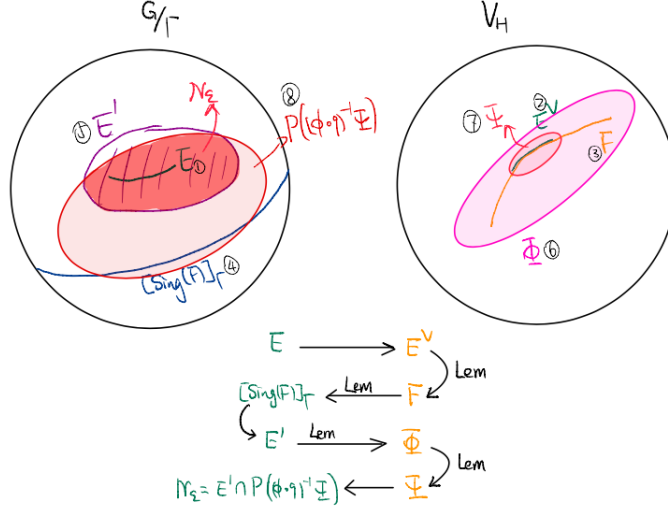 G/Γ
V_H
⑤ E'
N_ε
⑧ P((ϕ·q)⁻¹Ψ)
E ①
[Sing(F)]_Γ ④
⑦ Ψ
② E^V
③ F
Φ ⑥
E → E^V
Lem
[Sing(F)]_Γ ← Lem F
E' Lem → Φ
Lem
N_ε = E' ∩ P((ϕ·q)⁻¹Ψ) ← Ψ